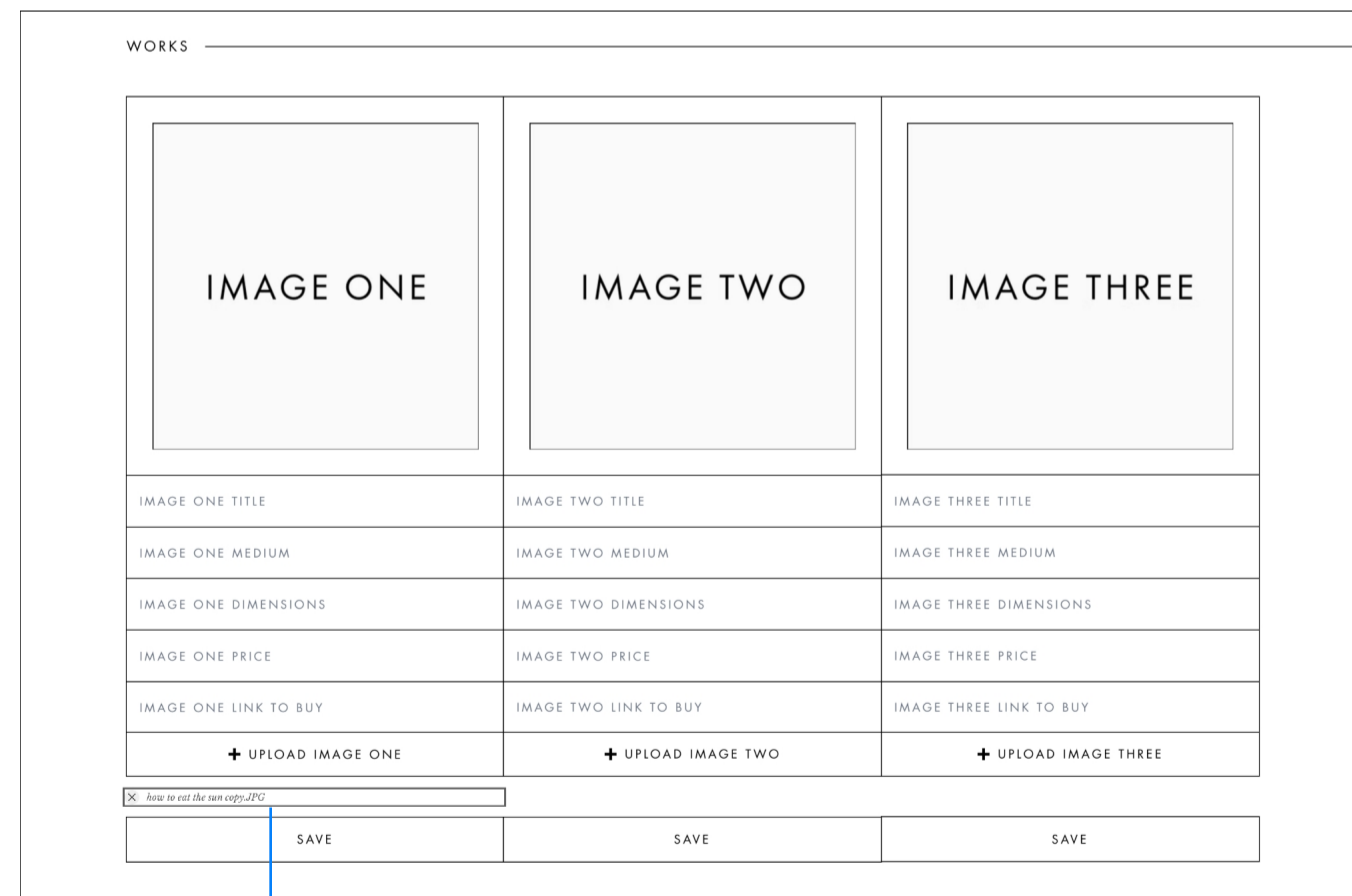 WORKS
IMAGE ONE
IMAGE TWO
IMAGE THREE
IMAGE ONE TITLE
IMAGE TWO TITLE
IMAGE THREE TITLE
IMAGE ONE MEDIUM
IMAGE TWO MEDIUM
IMAGE THREE MEDIUM
IMAGE ONE DIMENSIONS
IMAGE TWO DIMENSIONS
IMAGE THREE DIMENSIONS
IMAGE ONE PRICE
IMAGE TWO PRICE
IMAGE THREE PRICE
IMAGE ONE LINK TO BUY
IMAGE TWO LINK TO BUY
IMAGE THREE LINK TO BUY
+ UPLOAD IMAGE ONE
+ UPLOAD IMAGE TWO
+ UPLOAD IMAGE THREE
how to eat the sun copy.JPG
SAVE
SAVE
SAVE